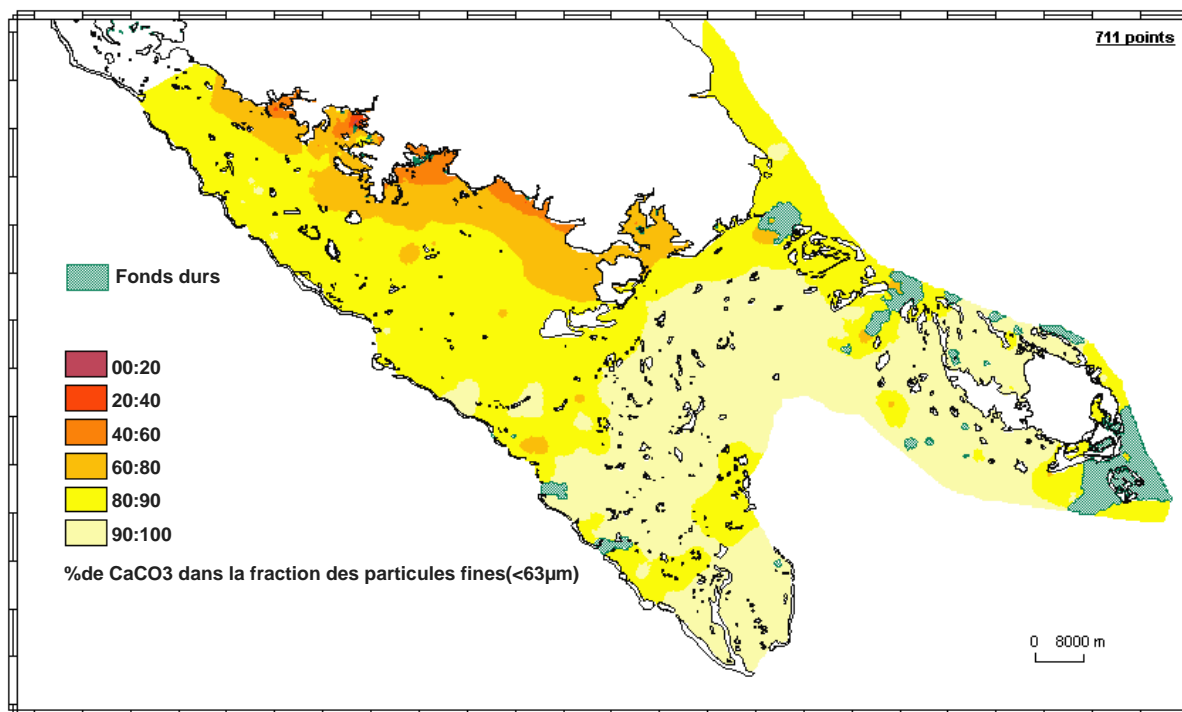 711 points
Fonds durs
00:20
20:40
40:60
60:80
80:90
90:100
%de CaCO3 dans la fraction des particules fines(<63µm)
0 8000 m